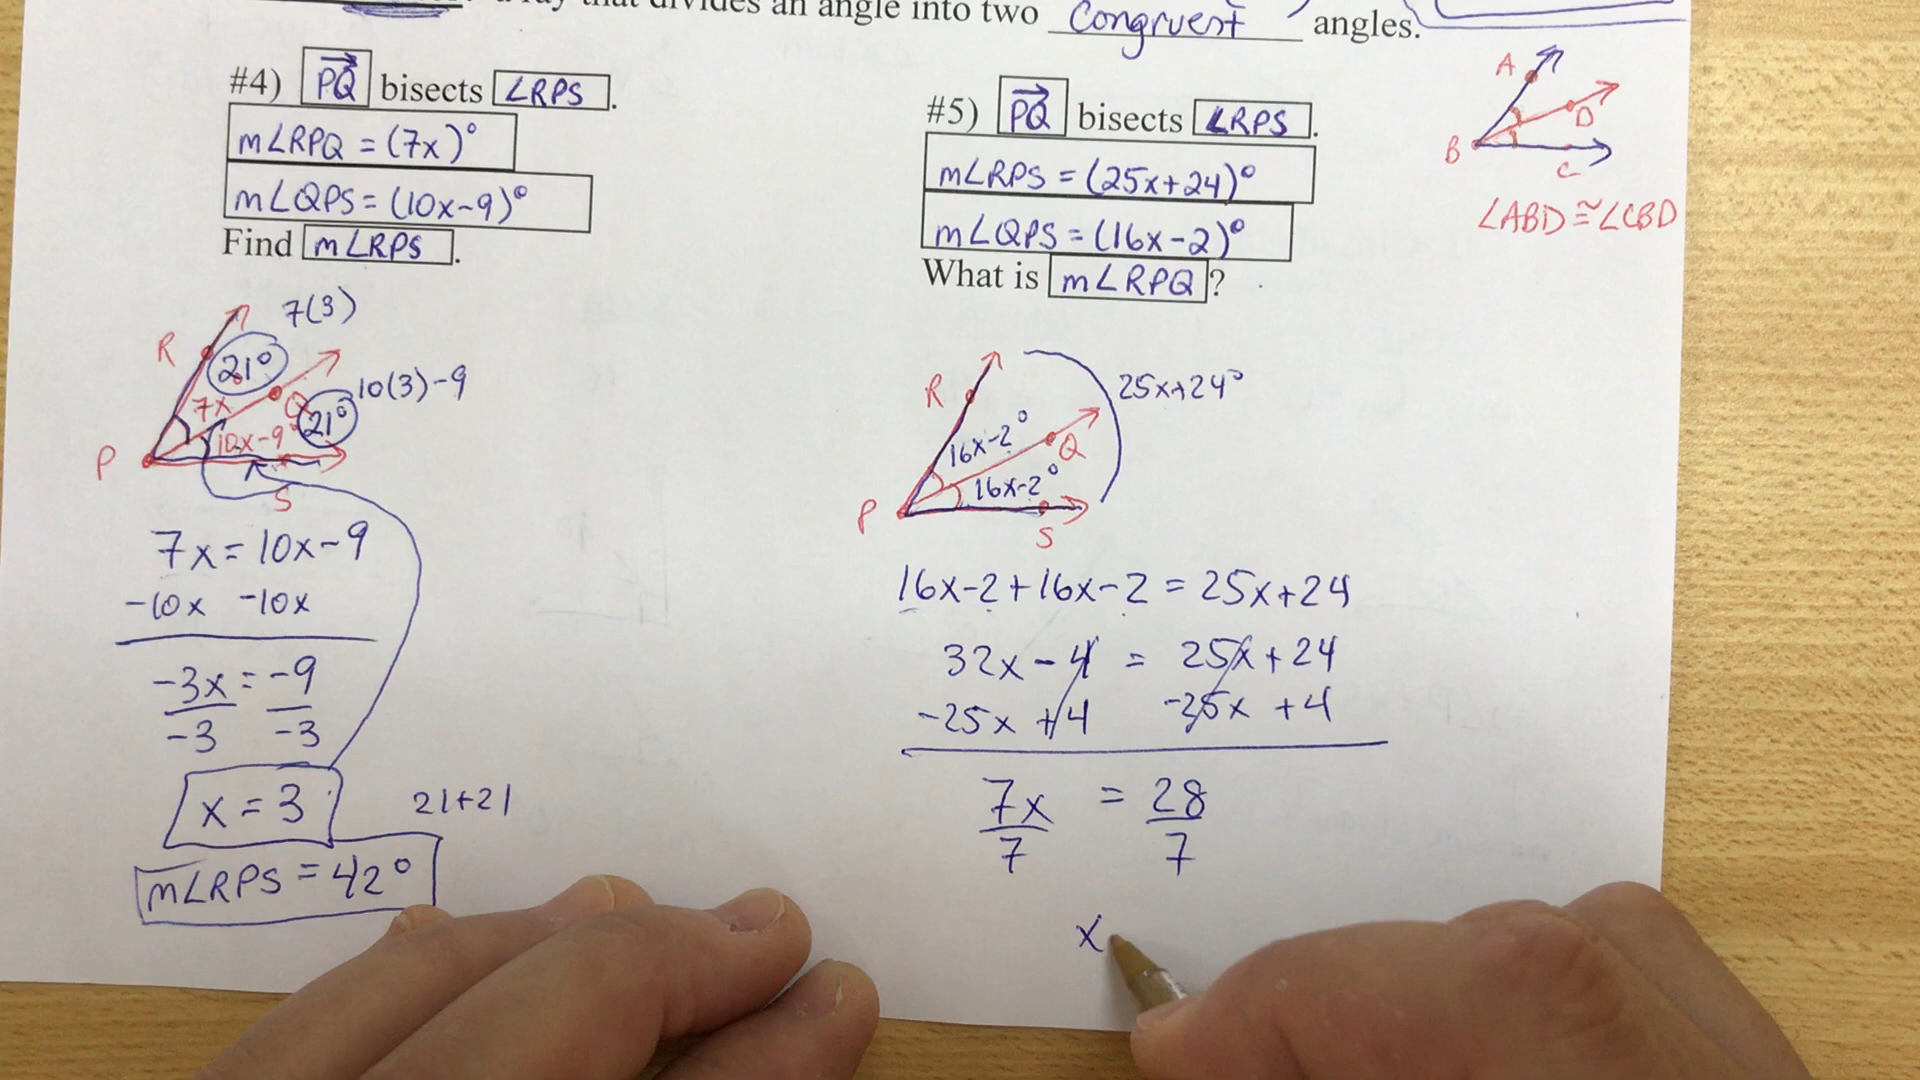 a ray that divides an angle into two congruent angles.
#4) PQ bisects ∠RPS.
m∠RPQ = (7x)°
m∠QPS = (10x-9)°
Find m∠RPS.
R
7(3)
21°
7x
Q
10(3)-9
21°
10x-9°
P
S
7x = 10x-9
-10x -10x
-3x = -9
-3 -3
x = 3
21+21
m∠RPS = 42°
#5) PQ bisects ∠RPS.
m∠RPS = (25x+24)°
m∠QPS = (16x-2)°
What is m∠RPQ?
R
25x+24°
16x-2°
Q
16x-2°
P
S
16x-2+16x-2 = 25x+24
32x-4 = 25x+24
-25x +4 -25x +4
7x = 28
7 7
x
A
D
B
C
∠ABD ≅ ∠CBD